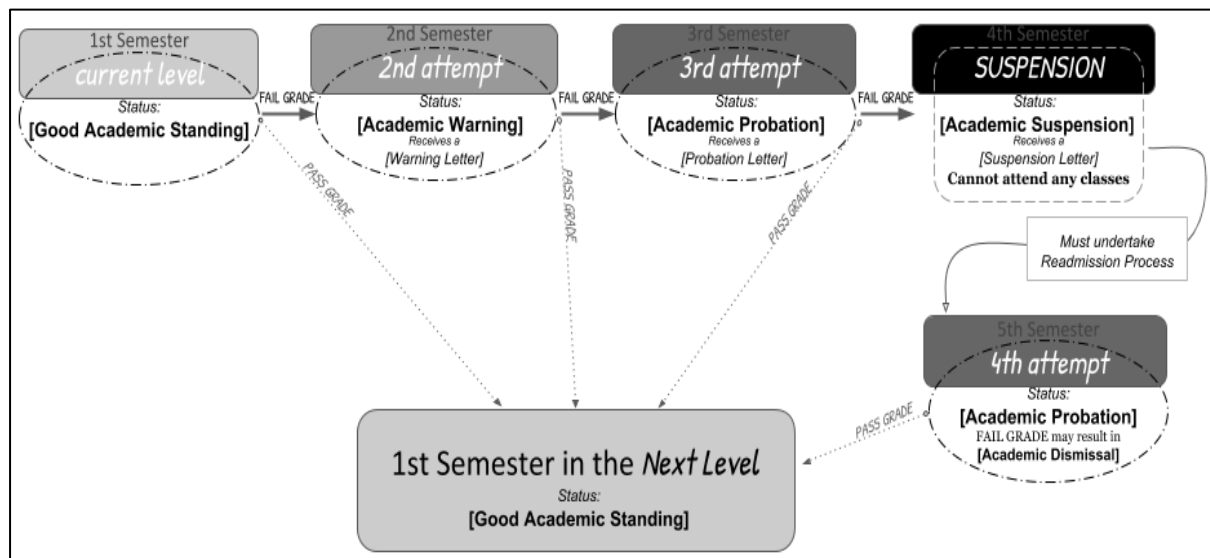 1st Semester
current level
Status:
[Good Academic Standing]
FAIL GRADE
2nd Semester
2nd attempt
Status:
[Academic Warning]
Receives a
[Warning Letter]
FAIL GRADE
3rd Semester
3rd attempt
Status:
[Academic Probation]
Receives a
[Probation Letter]
FAIL GRADE
4th Semester
SUSPENSION
Status:
[Academic Suspension]
Receives a
[Suspension Letter]
Cannot attend any classes
PASS GRADE
PASS GRADE
PASS GRADE
Must undertake
Readmission Process
5th Semester
4th attempt
Status:
[Academic Probation]
FAIL GRADE may result in
[Academic Dismissal]
PASS GRADE
1st Semester in the Next Level
Status:
[Good Academic Standing]